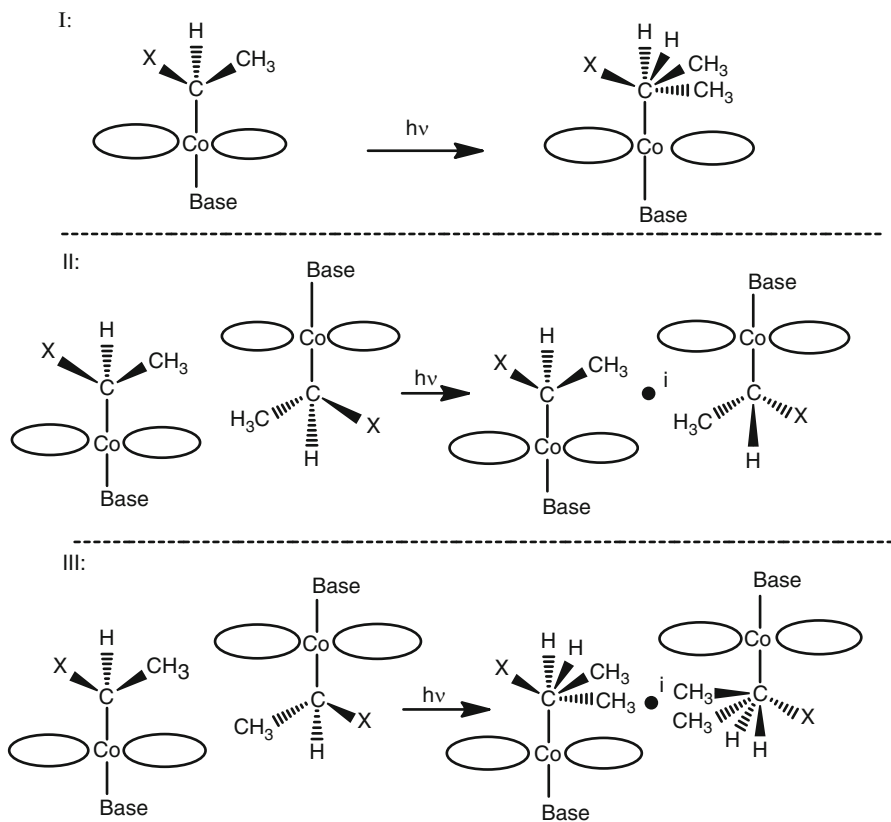 I:
H
X CH3
C
Co
Base
hν
H H
X CH3
C CH3
Co
Base
II:
H
X CH3
C
Co
Base
Base
Co
C
H3C X
H
hν
H
X CH3
C
Co
Base
i
Base
Co
C
H3C X
H
III:
H
X CH3
C
Co
Base
Base
Co
C
CH3 X
H
hν
H H
X CH3
C CH3
Co
Base
i
Base
Co
CH3 C
CH3 X
H H